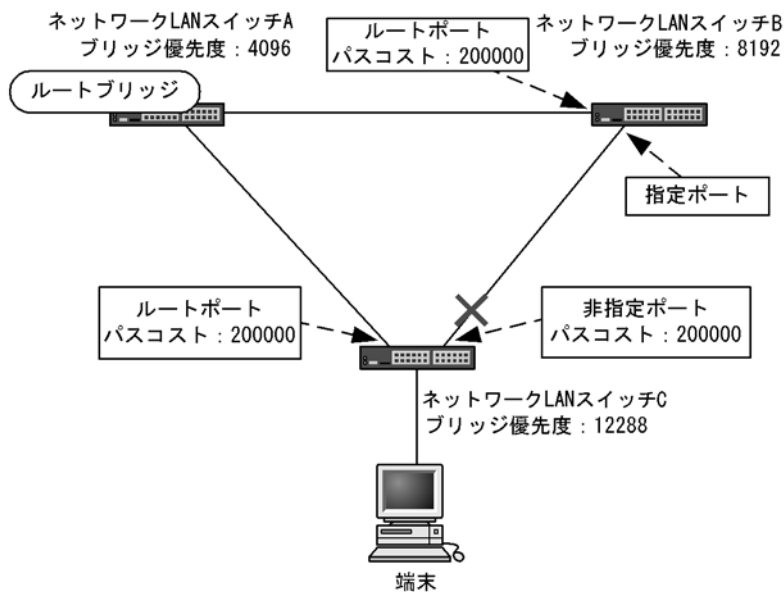 ネットワークLANスイッチA
ブリッジ優先度：4096
ルートブリッジ
ルートポート
パスコスト：200000
ネットワークLANスイッチB
ブリッジ優先度：8192
指定ポート
ルートポート
パスコスト：200000
非指定ポート
パスコスト：200000
ネットワークLANスイッチC
ブリッジ優先度：12288
端末